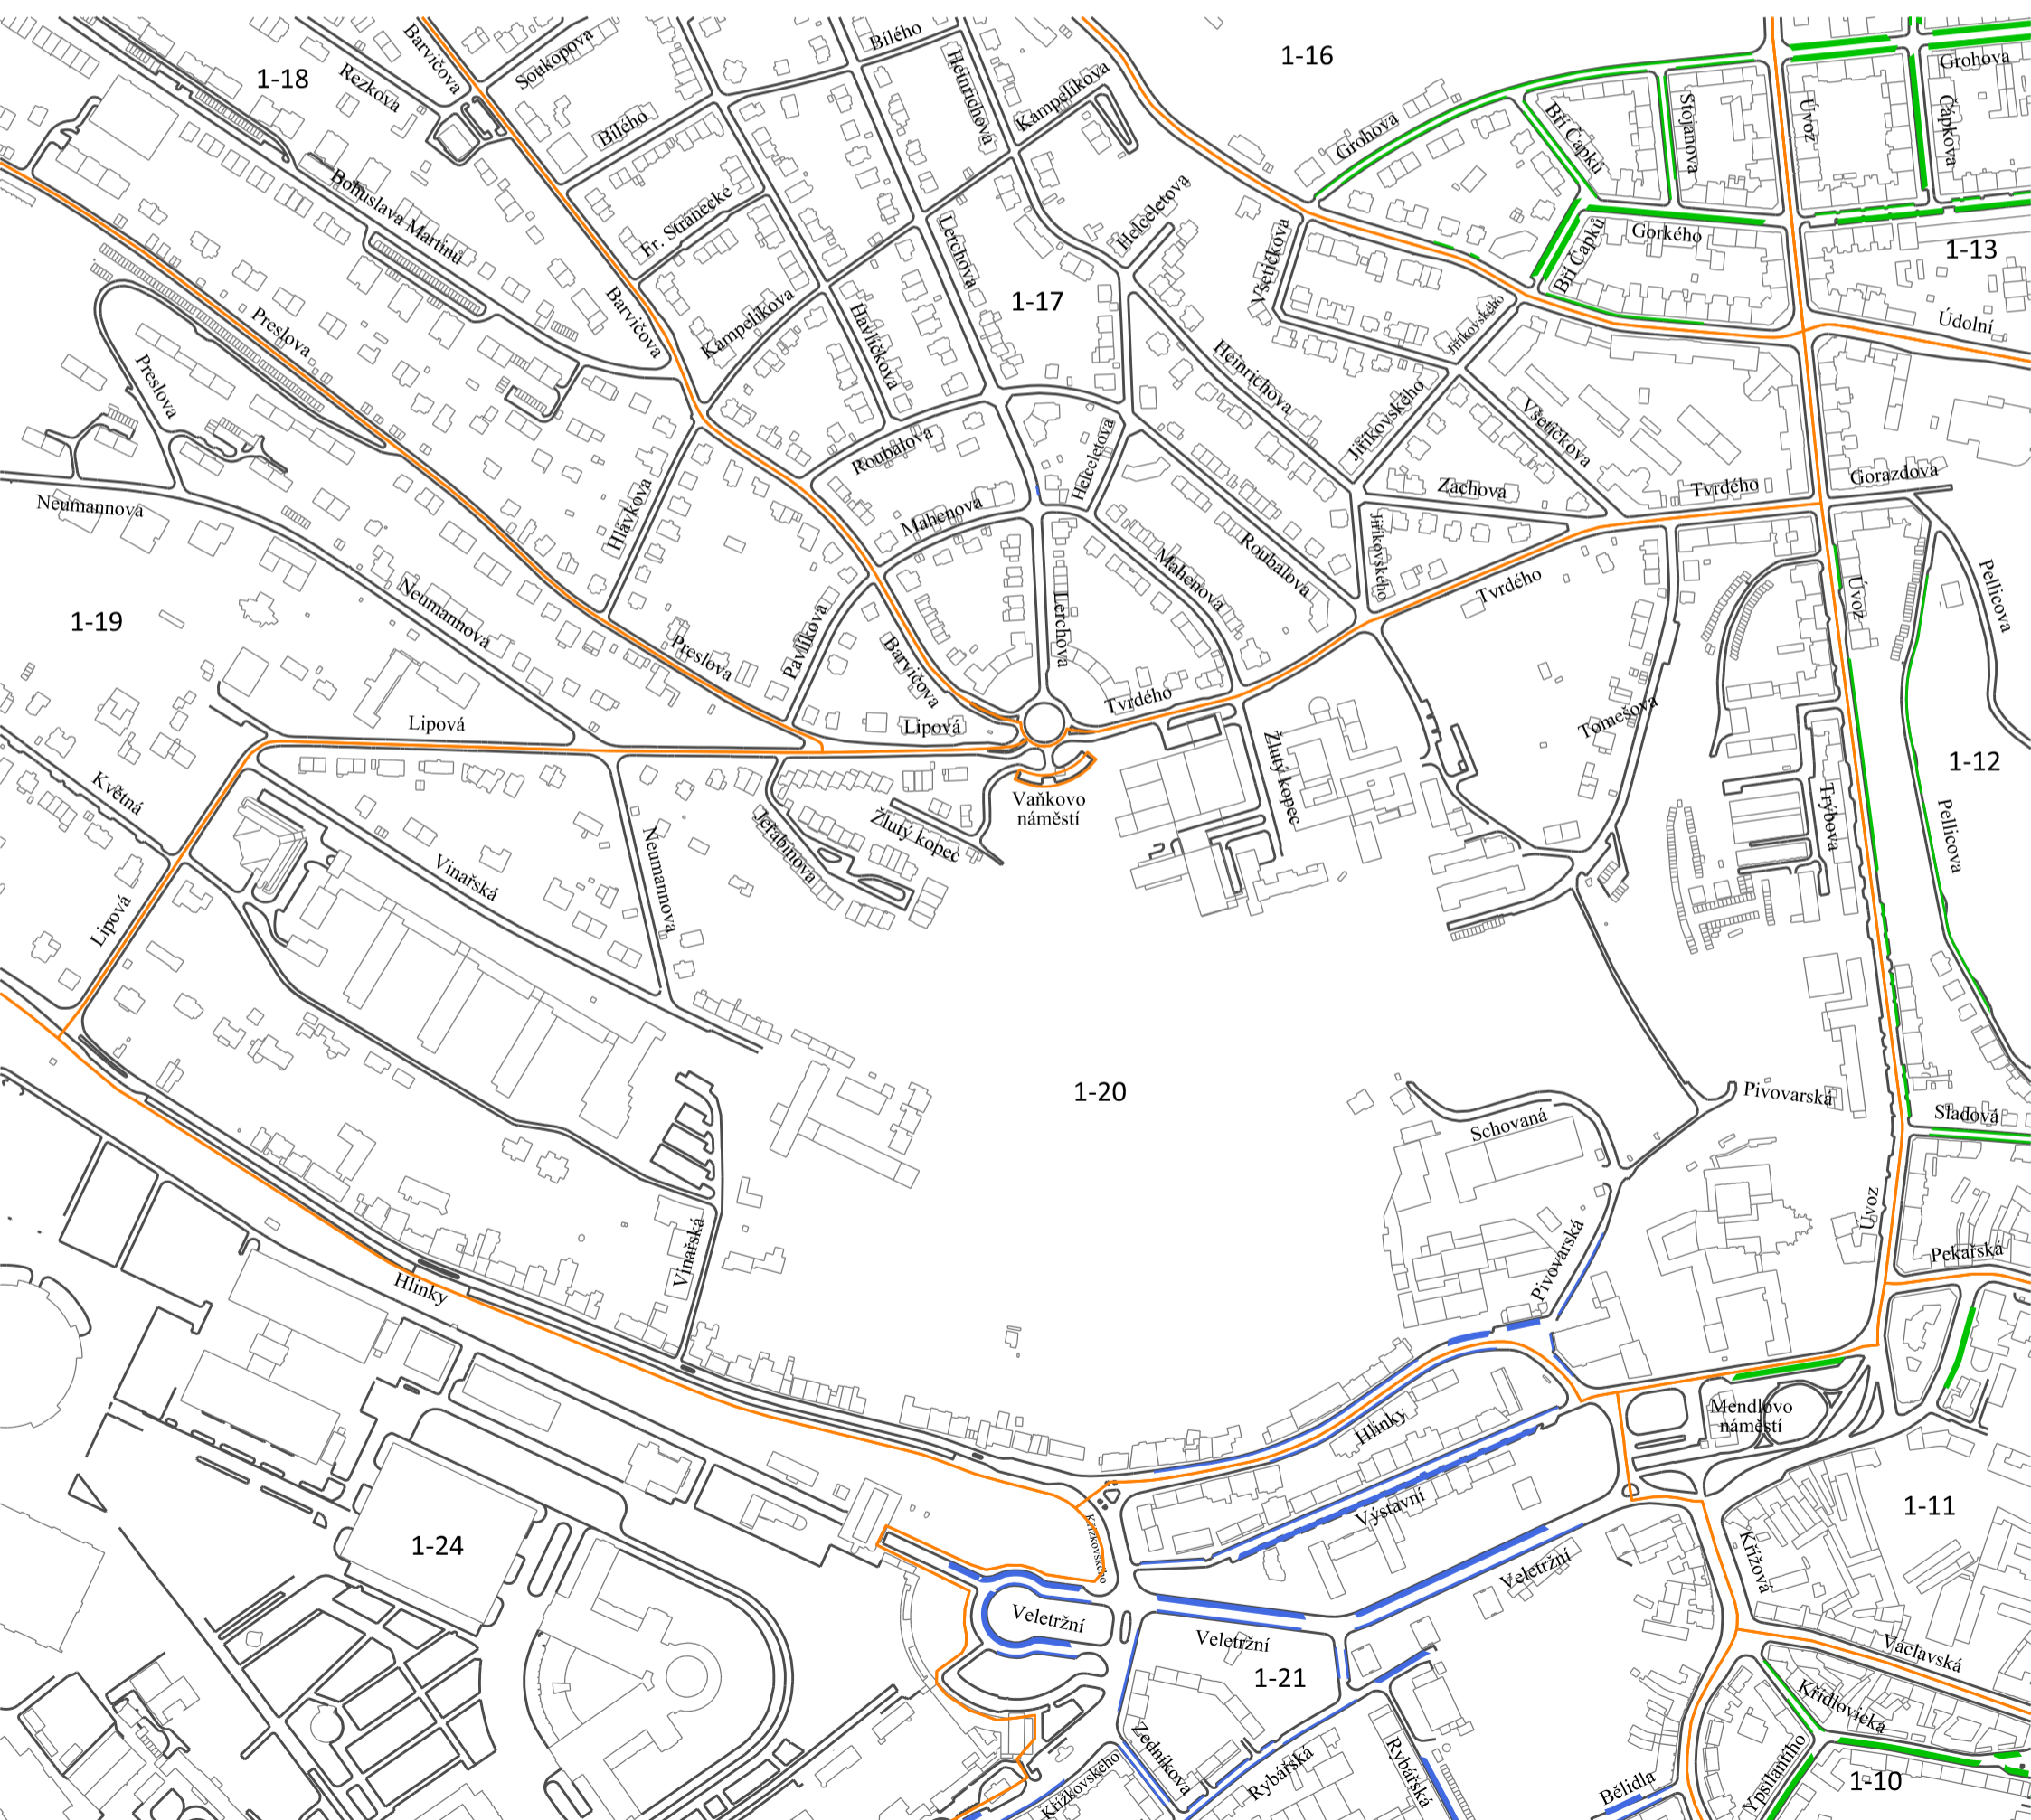 Barvičova
Soukopova
Bílého
Heinrichova
Kampelíkova
1-16
Grohova
1-18
Rezkova
Bílého
Grohova
Bří Čapků
Stojanova
Úvoz
Čápkova
Bohuslava Martinů
Fr. Stránecké
Lerchova
Helceletova
Všetičkova
Bří Čapků
Gorkého
1-13
Preslova
Barvičova
Kampelíkova
Havlíčkova
1-17
Jiříkovského
Údolní
Preslova
Heinrichova
Jiříkovského
Všetičkova
Roubalova
Helceletova
Zachova
Tvrdého
Gorazdova
Neumannová
Hlávkova
Mahenova
Jiříkovského
Roubalova
Mahenova
Tvrdého
Úvoz
Pellicova
1-19
Neumannova
Preslova
Pavlíkova
Barvičova
Lerchova
Tvrdého
Tomešova
Lipová
Lipová
Žlutý kopec
1-12
Květná
Vaňkovo
náměstí
Jeřabinova
Žlutý kopec
Trýbova
Pellicova
Vinařská
Neumannova
Lipová
1-20
Pivovarská
Schovaná
Sladová
Úvoz
Vinařská
Pivovarská
Pekařská
Hlinky
Hlinky
Mendlovo
náměstí
Výstavní
1-11
Křížkovského
1-24
Veletržní
Křížová
Veletržní
Veletržní
1-21
Václavská
Křídlovická
Zedníkova
Křížkovského
Rybářská
Rybářská
Bělidla
Ypsilantiho
1-10